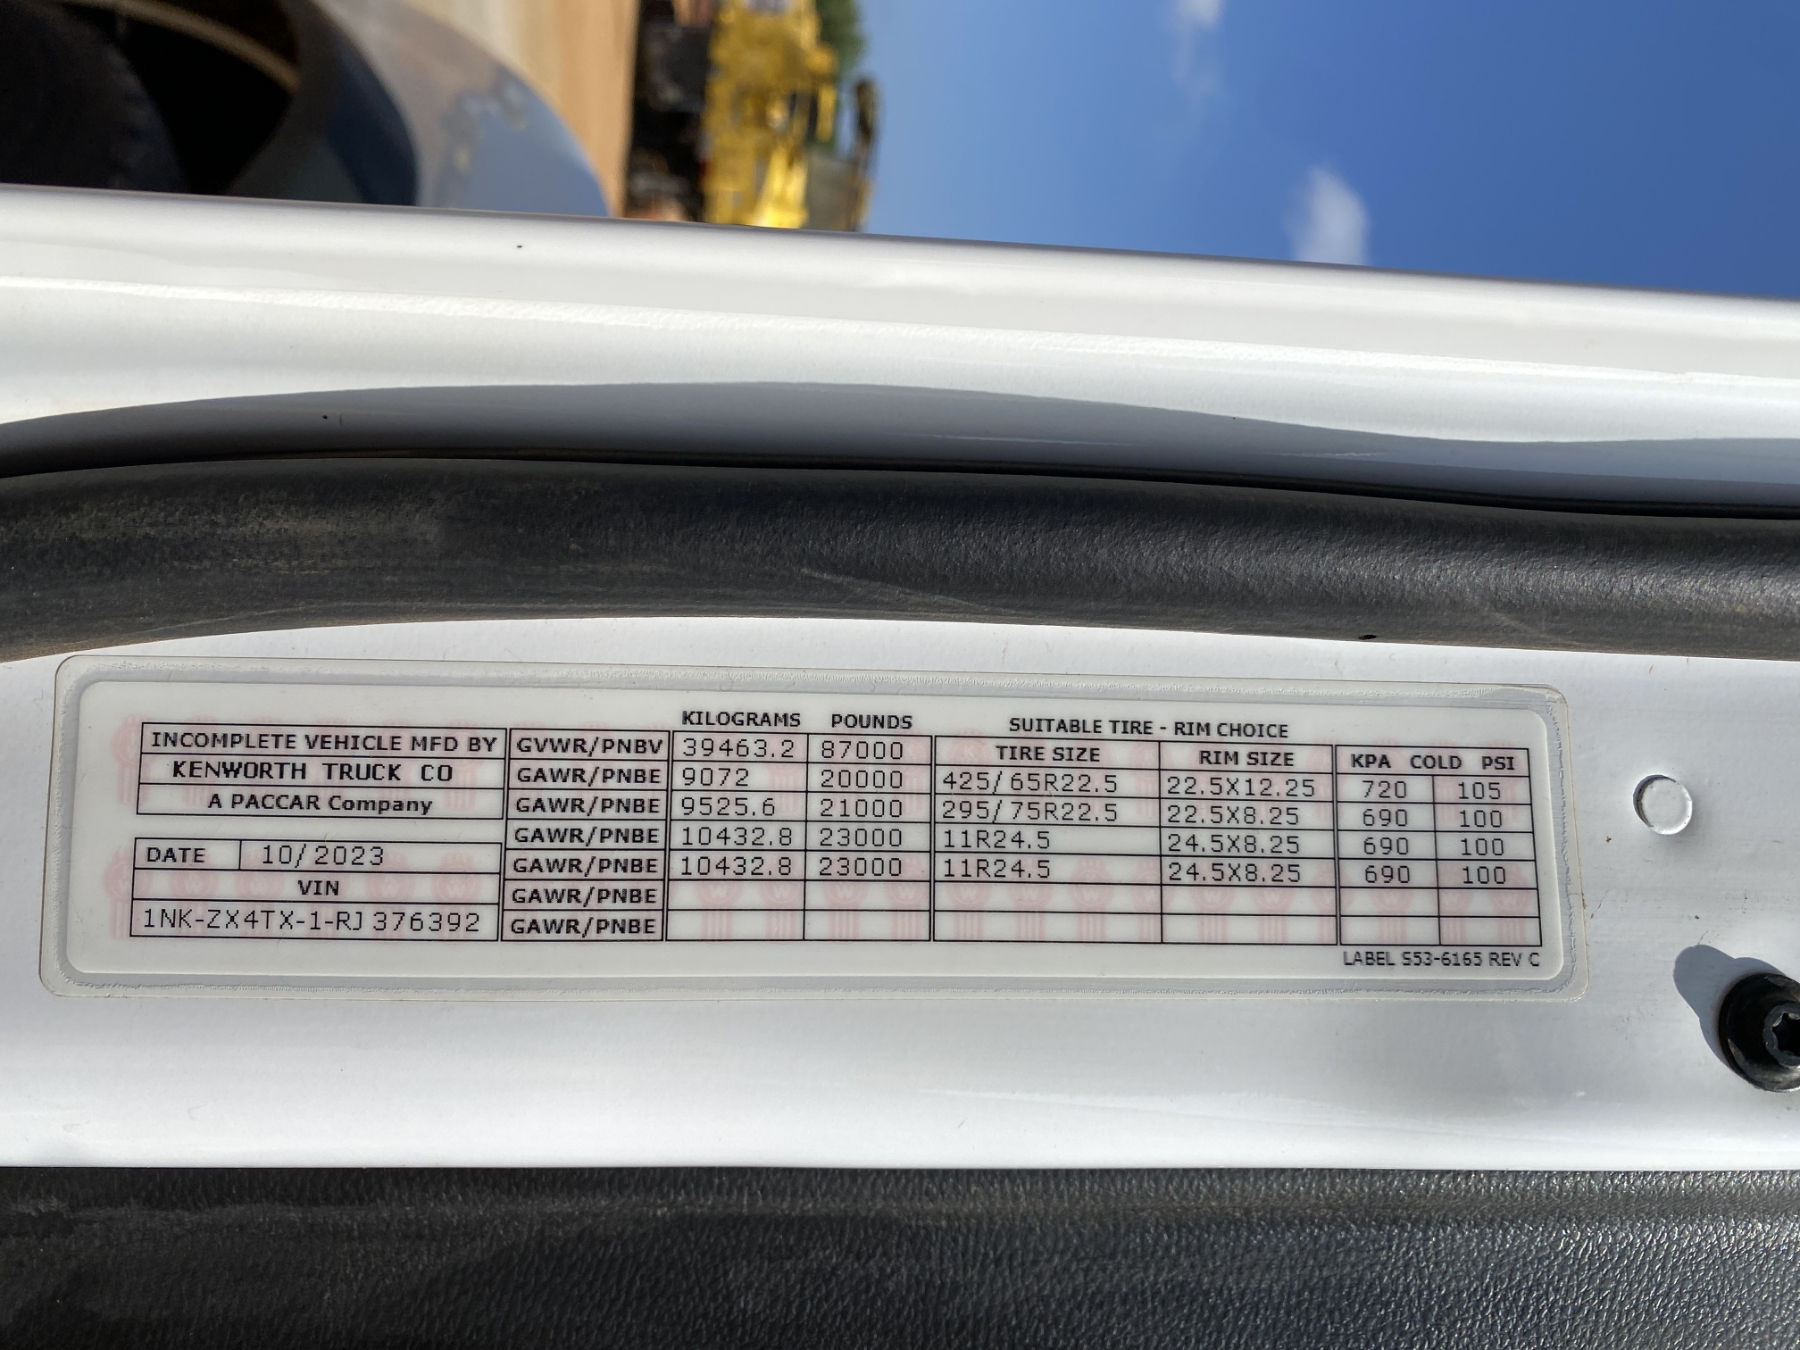 KILOGRAMS POUNDS SUITABLE TIRE - RIM CHOICE
INCOMPLETE VEHICLE MFD BY GVWR/PNBV 39463.2 87000 TIRE SIZE RIM SIZE KPA COLD PSI
KENWORTH TRUCK CO GAWR/PNBE 9072 20000 425/65R22.5 22.5X12.25 720 105
A PACCAR Company GAWR/PNBE 9525.6 21000 295/75R22.5 22.5X8.25 690 100
GAWR/PNBE 10432.8 23000 11R24.5 24.5X8.25 690 100
DATE 10/2023 GAWR/PNBE 10432.8 23000 11R24.5 24.5X8.25 690 100
VIN GAWR/PNBE
1NK-ZX4TX-1-RJ376392 GAWR/PNBE
LABEL S53-6165 REV C